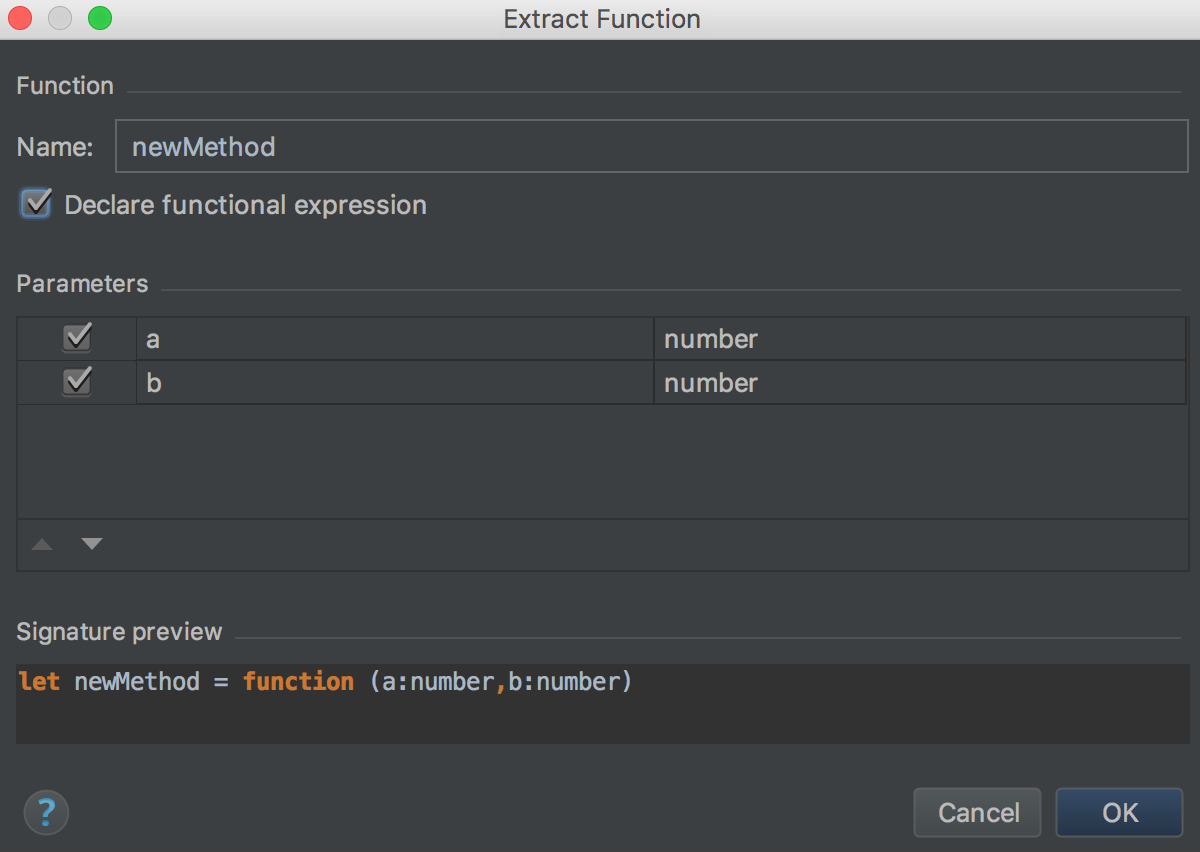 Extract Function
Function
Name: newMethod
Declare functional expression
Parameters
a number
b number
Signature preview
let newMethod = function (a:number,b:number)
? Cancel OK